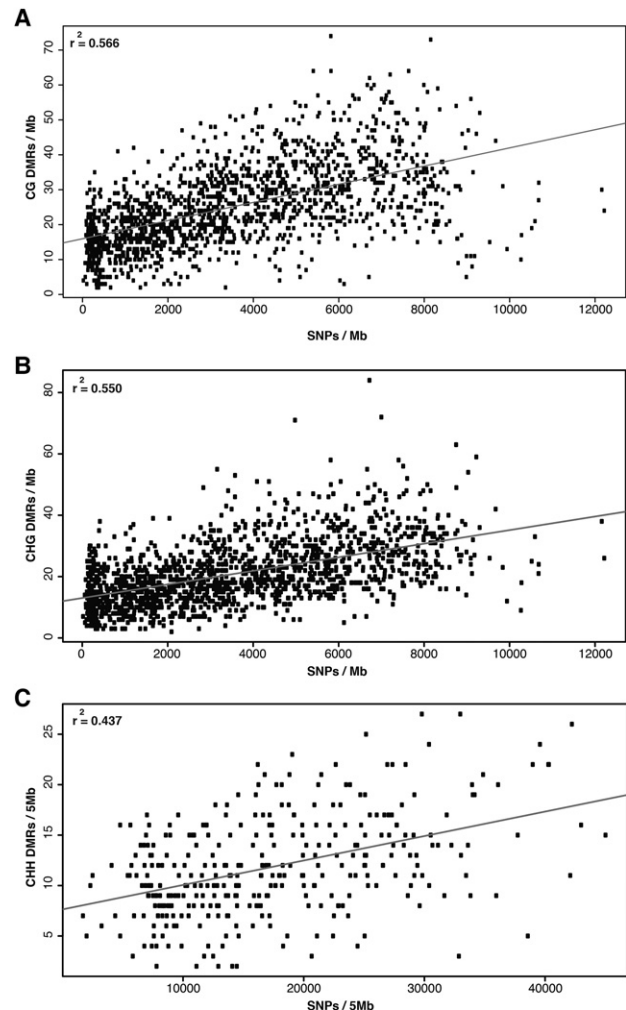 A
r² = 0.566
70
60
50
40
30
20
10
0
CG DMRs / Mb
0 2000 4000 6000 8000 10000 12000
SNPs / Mb
B
r² = 0.550
80
60
40
20
0
CHG DMRs / Mb
0 2000 4000 6000 8000 10000 12000
SNPs / Mb
C
r² = 0.437
25
20
15
10
5
CHH DMRs / 5Mb
10000 20000 30000 40000
SNPs / 5Mb